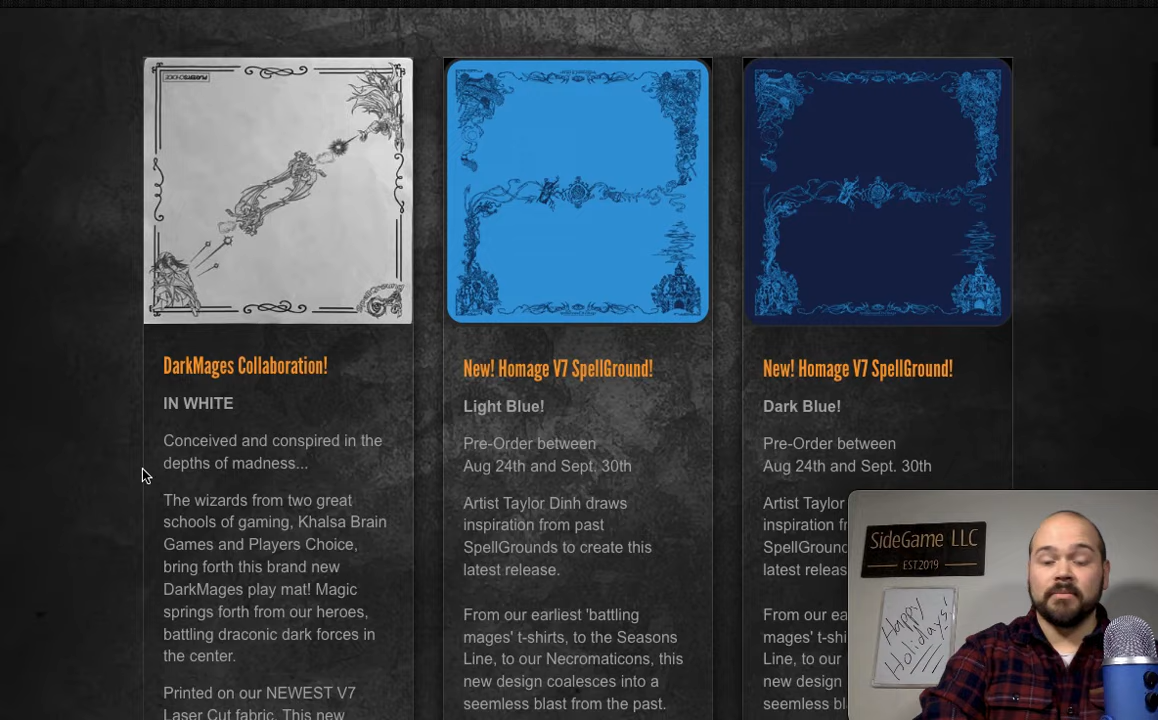 DarkMages Collaboration!
IN WHITE
Conceived and conspired in the
depths of madness...
The wizards from two great
schools of gaming, Khalsa Brain
Games and Players Choice,
bring forth this brand new
DarkMages play mat! Magic
springs forth from our heroes,
battling draconic dark forces in
the center.
Printed on our NEWEST V7
Laser Cut fabric. This new
New! Homage V7 SpellGround!
Light Blue!
Pre-Order between
Aug 24th and Sept. 30th
Artist Taylor Dinh draws
inspiration from past
SpellGrounds to create this
latest release.
From our earliest 'battling
mages' t-shirts, to the Seasons
Line, to our Necromaticons, this
new design coalesces into a
seamless blast from the past.
New! Homage V7 SpellGround!
Dark Blue!
Pre-Order between
Aug 24th and Sept. 30th
Artist Taylor
inspiration fr
SpellGround
latest releas
From our ea
mages' t-shi
Line, to our
new design
seemless bl
SideGame LLC
EST.2019
Happy
Holidays!